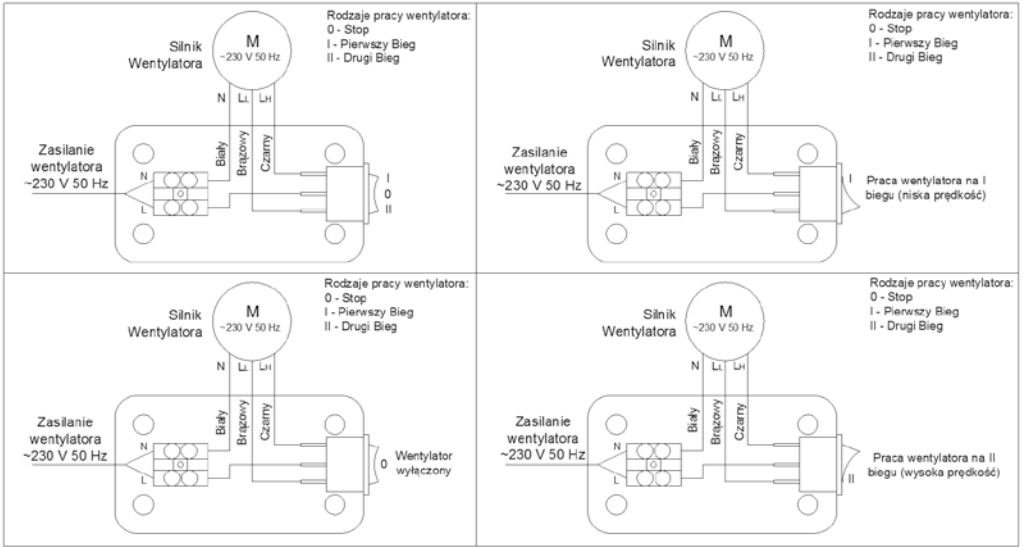 Rodzaje pracy wentylatora:
0 - Stop
I - Pierwszy Bieg
II - Drugi Bieg
Silnik
Wentylatora
M
~230 V 50 Hz
N LL LH
Biały
Brązowy
Czarny
Zasilanie
wentylatora
~230 V 50 Hz
N
L
I
0
II
Rodzaje pracy wentylatora:
0 - Stop
I - Pierwszy Bieg
II - Drugi Bieg
Silnik
Wentylatora
M
~230 V 50 Hz
N LL LH
Biały
Brązowy
Czarny
Zasilanie
wentylatora
~230 V 50 Hz
N
L
I
Praca wentylatora na I
biegu (niska prędkość)
Rodzaje pracy wentylatora:
0 - Stop
I - Pierwszy Bieg
II - Drugi Bieg
Silnik
Wentylatora
M
~230 V 50 Hz
N LL LH
Biały
Brązowy
Czarny
Zasilanie
wentylatora
~230 V 50 Hz
N
L
0
Wentylator
wyłączony
Rodzaje pracy wentylatora:
0 - Stop
I - Pierwszy Bieg
II - Drugi Bieg
Silnik
Wentylatora
M
~230 V 50 Hz
N LL LH
Biały
Brązowy
Czarny
Zasilanie
wentylatora
~230 V 50 Hz
N
L
II
Praca wentylatora na II
biegu (wysoka prędkość)